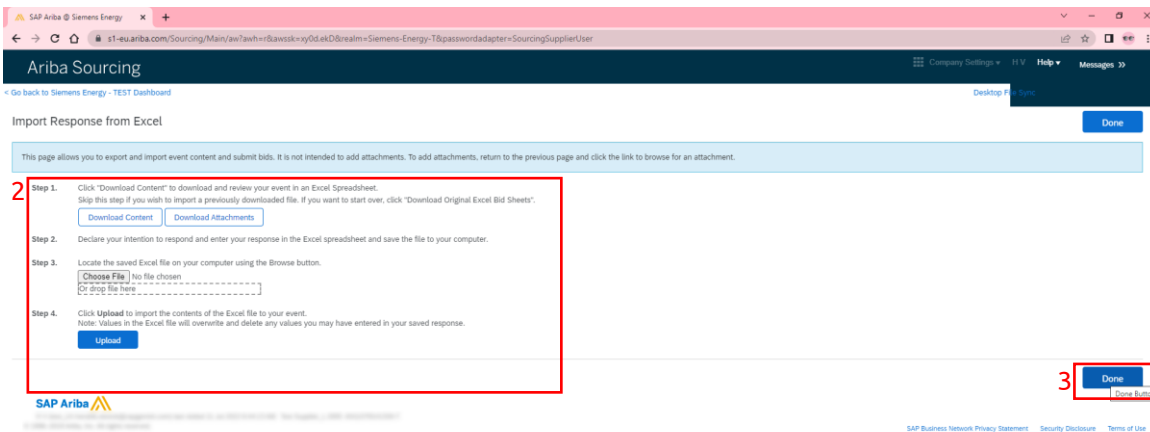 SAP Ariba @ Siemens Energy
s1-eu.ariba.com/Sourcing/Main/aw?awh=r&awssk=xy0d.ekD&realm=Siemens-Energy-T&passwordadapter=SourcingSupplierUser
Ariba Sourcing
Company Settings
H V
Help
Messages
< Go back to Siemens Energy - TEST Dashboard
Desktop File Sync
Import Response from Excel
Done
This page allows you to export and import event content and submit bids. It is not intended to add attachments. To add attachments, return to the previous page and click the link to browse for an attachment.
2
Step 1. Click "Download Content" to download and review your event in an Excel Spreadsheet.
Skip this step if you wish to import a previously downloaded file. If you want to start over, click "Download Original Excel Bid Sheets".
Download Content
Download Attachments
Step 2. Declare your intention to respond and enter your response in the Excel spreadsheet and save the file to your computer.
Step 3. Locate the saved Excel file on your computer using the Browse button.
Choose File No file chosen
Or drop file here
Step 4. Click Upload to import the contents of the Excel file to your event.
Note: Values in the Excel file will overwrite and delete any values you may have entered in your saved response.
Upload
3
Done
Done Butto
SAP Ariba
SAP Business Network Privacy Statement
Security Disclosure
Terms of Use